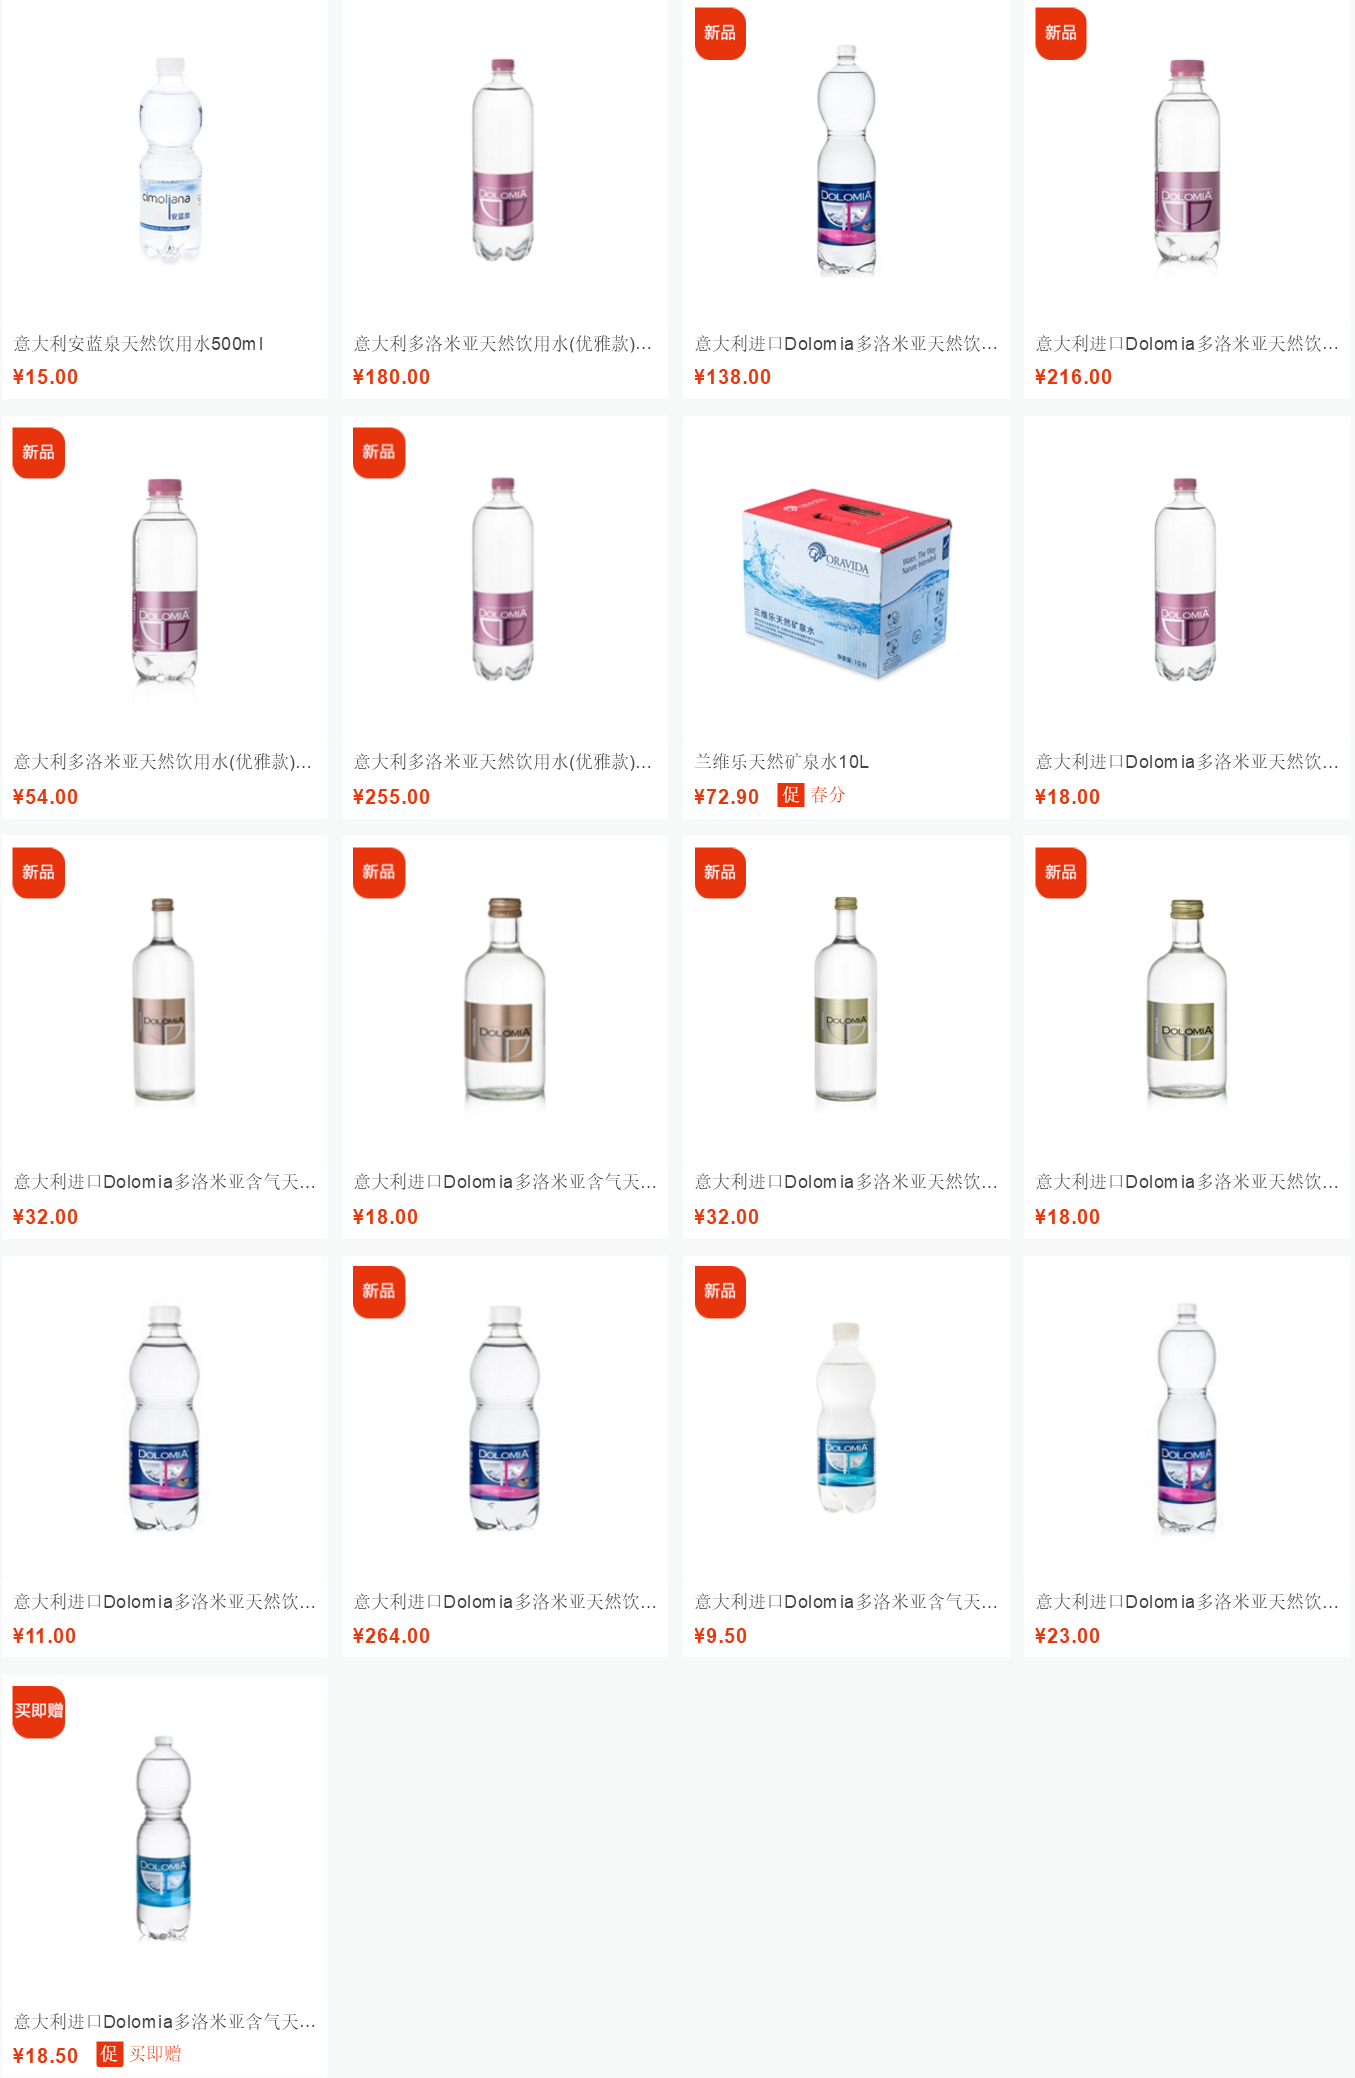 cimoliana
安蓝泉
意大利安蓝泉天然饮用水500ml
¥15.00
DOLOMIA
意大利多洛米亚天然饮用水(优雅款)...
¥180.00
新品
DOLOMIA
意大利进口Dolomia多洛米亚天然饮...
¥138.00
新品
DOLOMIA
DOLOMIA
意大利进口Dolomia多洛米亚天然饮...
¥216.00
新品
DOLOMIA
DOLOMIA
意大利多洛米亚天然饮用水(优雅款)...
¥54.00
新品
DOLOMIA
意大利多洛米亚天然饮用水(优雅款)...
¥255.00
ORAVIDA
Water, The Way
Nature Intended
兰维乐天然矿泉水
净含量:10升
兰维乐天然矿泉水10L
¥72.90 促 春分
DOLOMIA
意大利进口Dolomia多洛米亚天然饮...
¥18.00
新品
DOLOMIA
意大利进口Dolomia多洛米亚含气天...
¥32.00
新品
DOLOMIA
意大利进口Dolomia多洛米亚含气天...
¥18.00
新品
DOLOMIA
意大利进口Dolomia多洛米亚天然饮...
¥32.00
新品
DOLOMIA
意大利进口Dolomia多洛米亚天然饮...
¥18.00
DOLOMIA
意大利进口Dolomia多洛米亚天然饮...
¥11.00
新品
DOLOMIA
意大利进口Dolomia多洛米亚天然饮...
¥264.00
新品
DOLOMIA
意大利进口Dolomia多洛米亚含气天...
¥9.50
DOLOMIA
意大利进口Dolomia多洛米亚天然饮...
¥23.00
买即赠
DOLOMIA
意大利进口Dolomia多洛米亚含气天...
¥18.50 促 买即赠